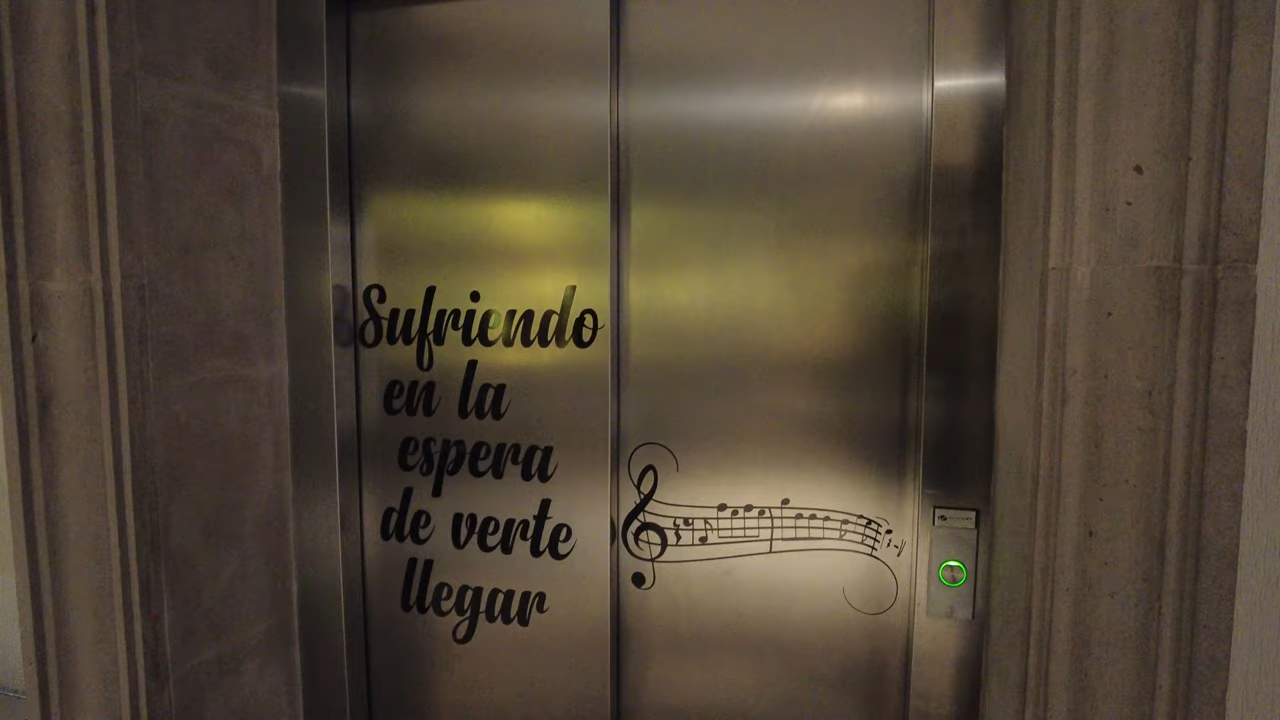 Sufriendo
en la
espera
de verte
llegar